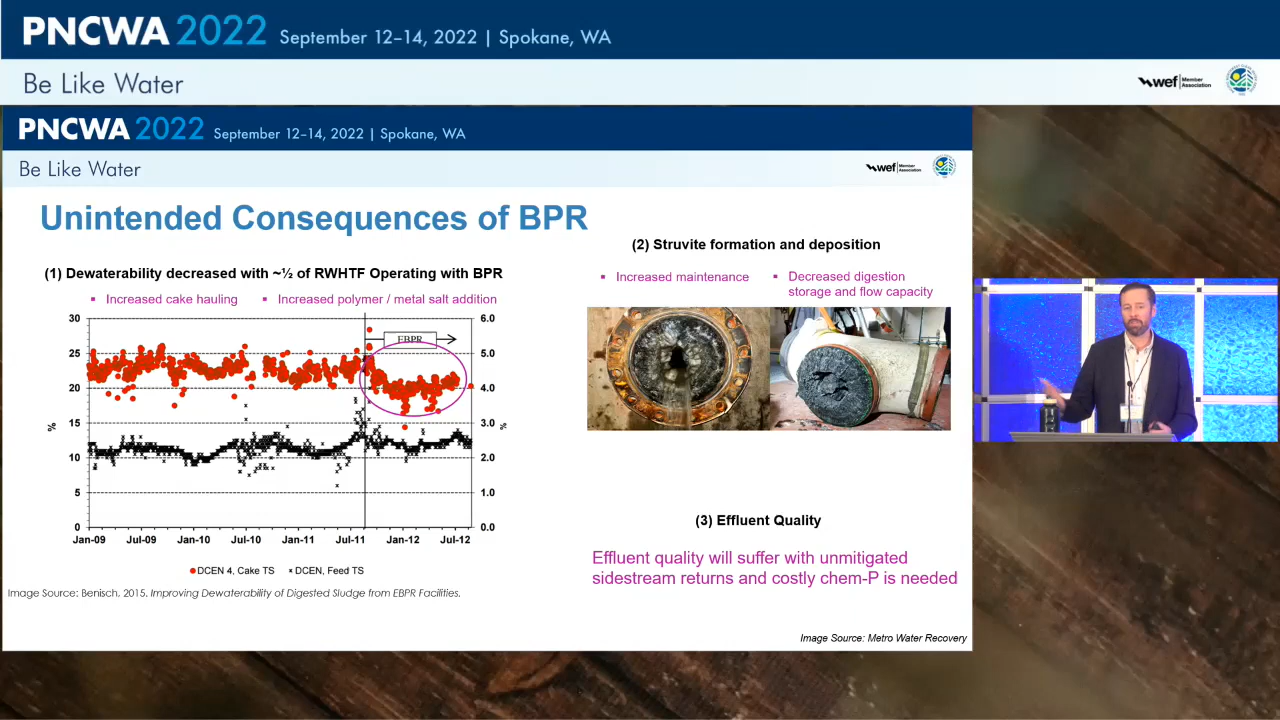 PNCWA 2022 September 12–14, 2022 | Spokane, WA
Be Like Water
wef Member Association
PNCWA 2022 September 12–14, 2022 | Spokane, WA
Be Like Water
wef Member Association
Unintended Consequences of BPR
(1) Dewaterability decreased with ~½ of RWHTF Operating with BPR
▪ Increased cake hauling ▪ Increased polymer / metal salt addition
30 6.0
EBPR
25 5.0
20 4.0
15 3.0
% %
10 2.0
5 1.0
0 0.0
Jan-09 Jul-09 Jan-10 Jul-10 Jan-11 Jul-11 Jan-12 Jul-12
DCEN 4, Cake TS DCEN, Feed TS
Image Source: Benisch, 2015. Improving Dewaterability of Digested Sludge from EBPR Facilities.
(2) Struvite formation and deposition
▪ Increased maintenance
▪ Decreased digestion
storage and flow capacity
(3) Effluent Quality
Effluent quality will suffer with unmitigated
sidestream returns and costly chem-P is needed
Image Source: Metro Water Recovery